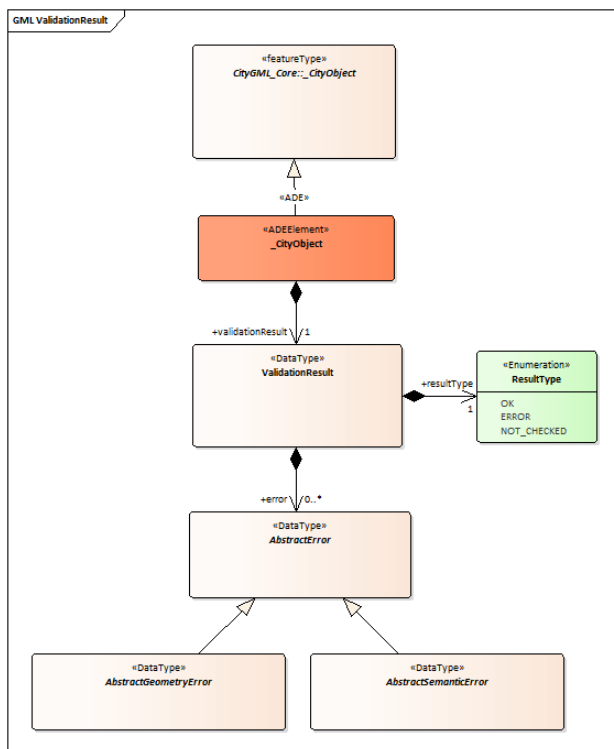 GML ValidationResult
«featureType»
CityGML_Core::_CityObject
«ADE»
«ADEElement»
_CityObject
+validationResult 1
«DataType»
ValidationResult
+resultType
1
«Enumeration»
ResultType
OK
ERROR
NOT_CHECKED
+error 0..*
«DataType»
AbstractError
«DataType»
AbstractGeometryError
«DataType»
AbstractSemanticError